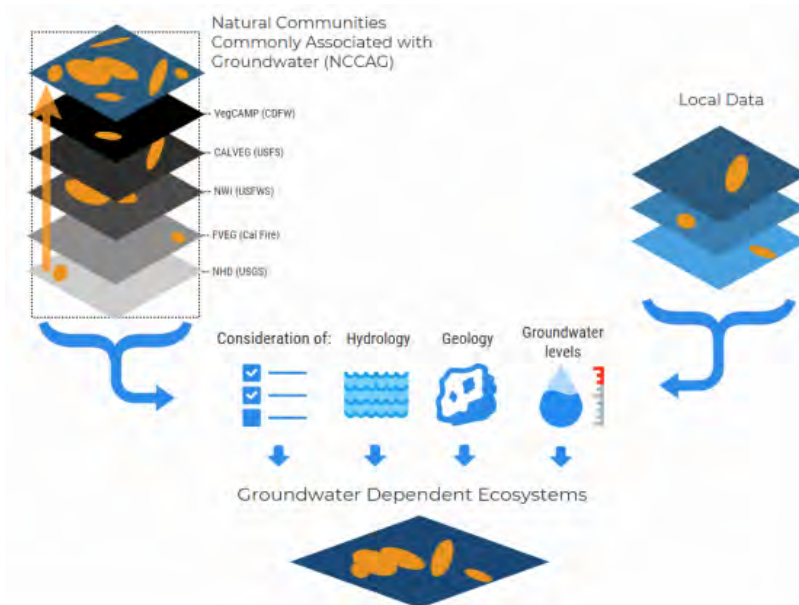 Natural Communities
Commonly Associated with
Groundwater (NCCAG)
VegCAMP (CDFW)
CALVEG (USFS)
NWI (USFWS)
FVEG (Cal Fire)
NHD (USGS)
Local Data
Consideration of:
Hydrology
Geology
Groundwater
levels
Groundwater Dependent Ecosystems